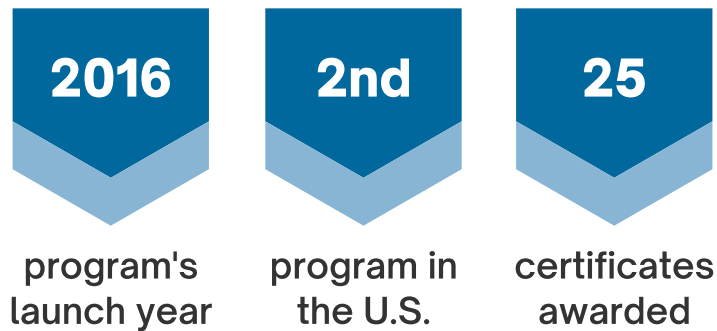 2016
program's
launch year
2nd
program in
the U.S.
25
certificates
awarded